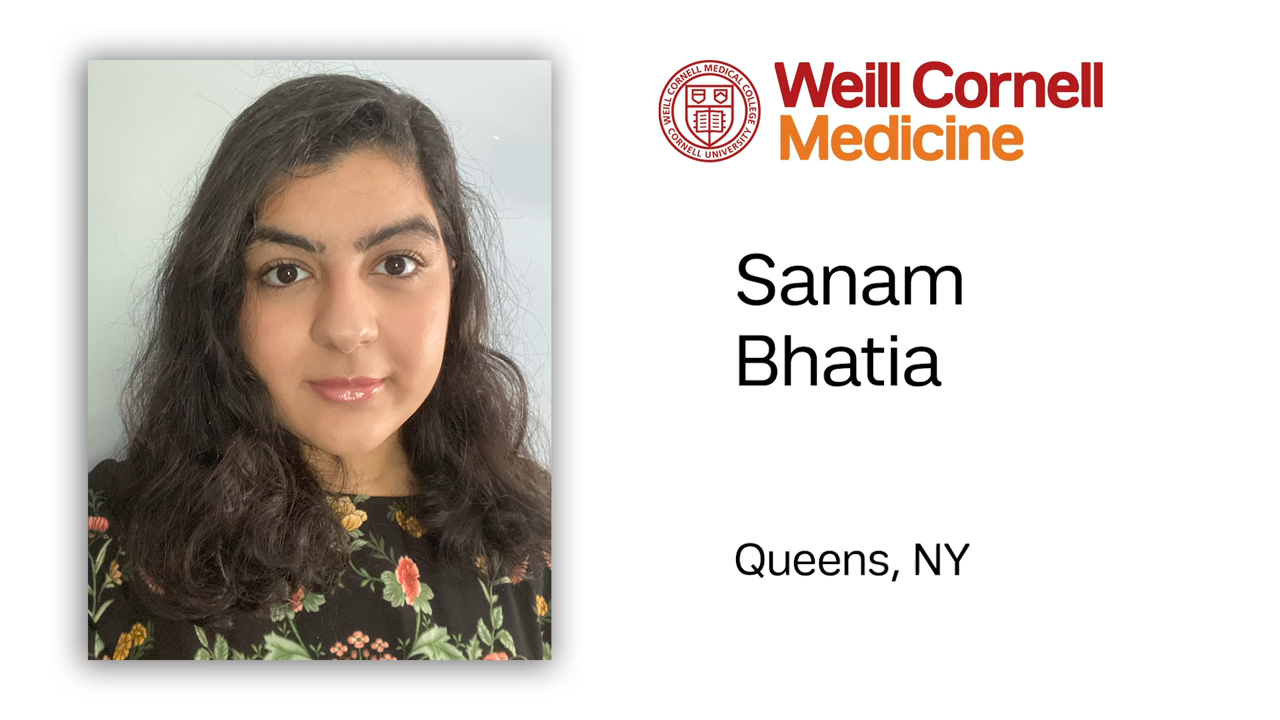 WEILL CORNELL MEDICAL COLLEGE
CORNELL UNIVERSITY
Weill Cornell
Medicine
Sanam
Bhatia
Queens, NY